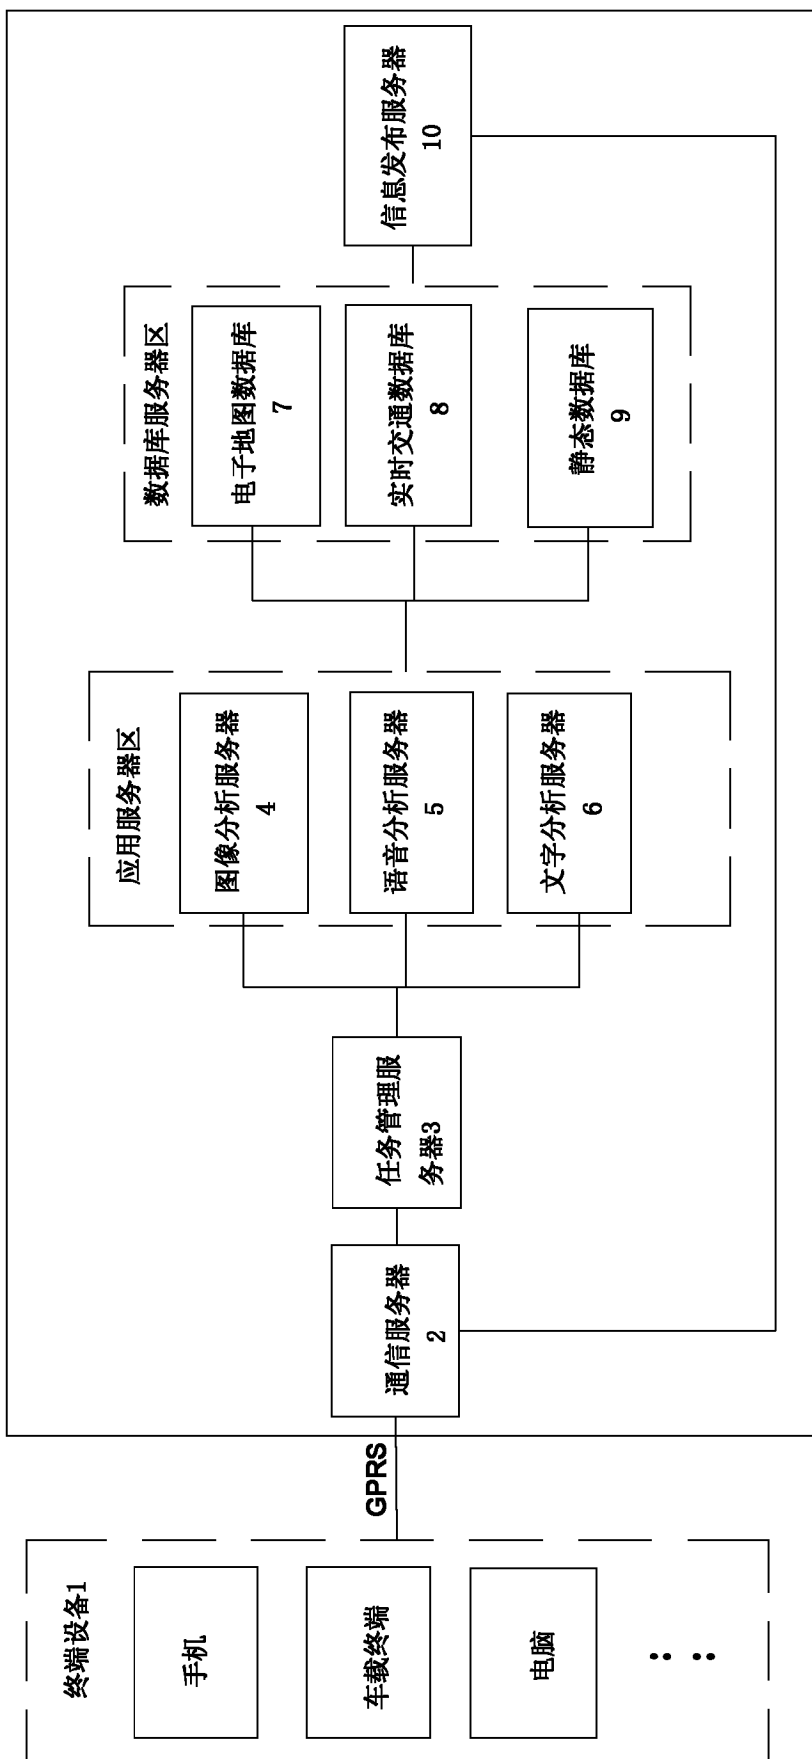 终端设备1
手机
车载终端
电脑
GPRS
通信服务器
2
任务管理服
务器3
应用服务器区
图像分析服务器
4
语音分析服务器
5
文字分析服务器
6
数据库服务器区
电子地图数据库
7
实时交通数据库
8
静态数据库
9
信息发布服务器
10